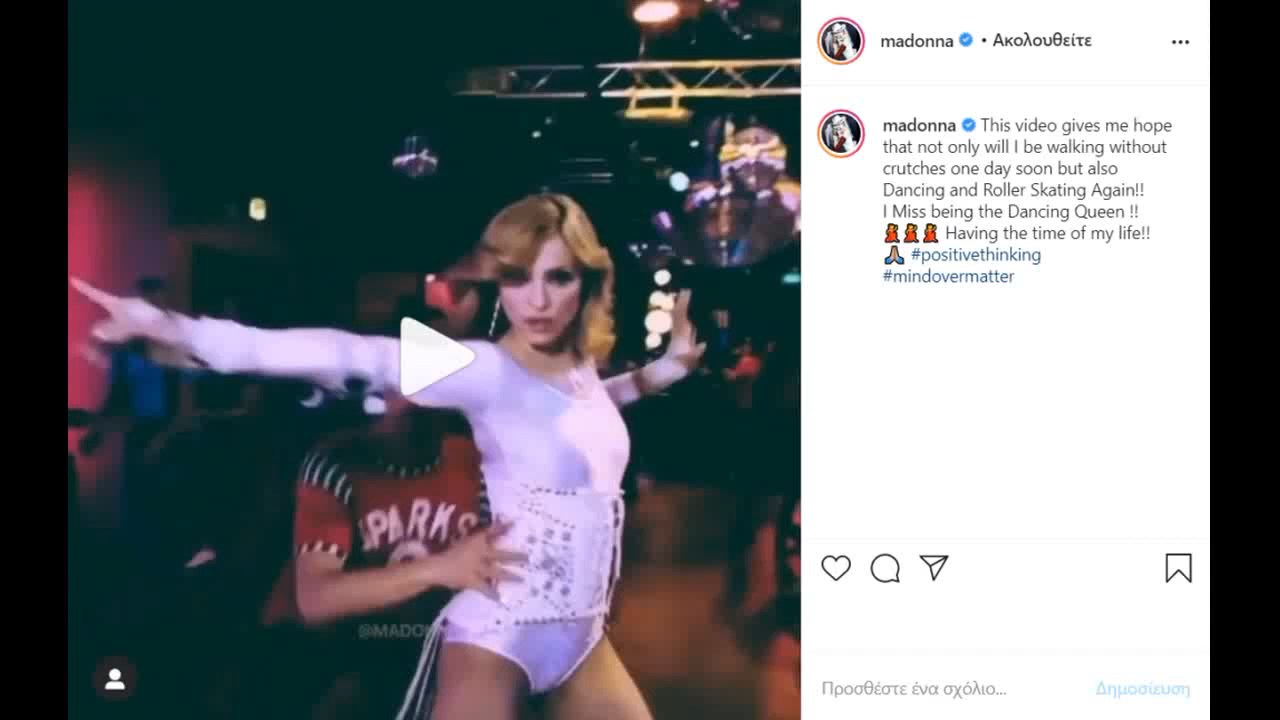 madonna • Ακολουθείτε
madonna This video gives me hope
that not only will I be walking without
crutches one day soon but also
Dancing and Roller Skating Again!!
I Miss being the Dancing Queen !!
💃🏾💃🏾💃🏾 Having the time of my life!!
🙏🏽 #positivethinking
#mindovermatter
SPARKS
@MADON
Προσθέστε ένα σχόλιο...
Δημοσίευση